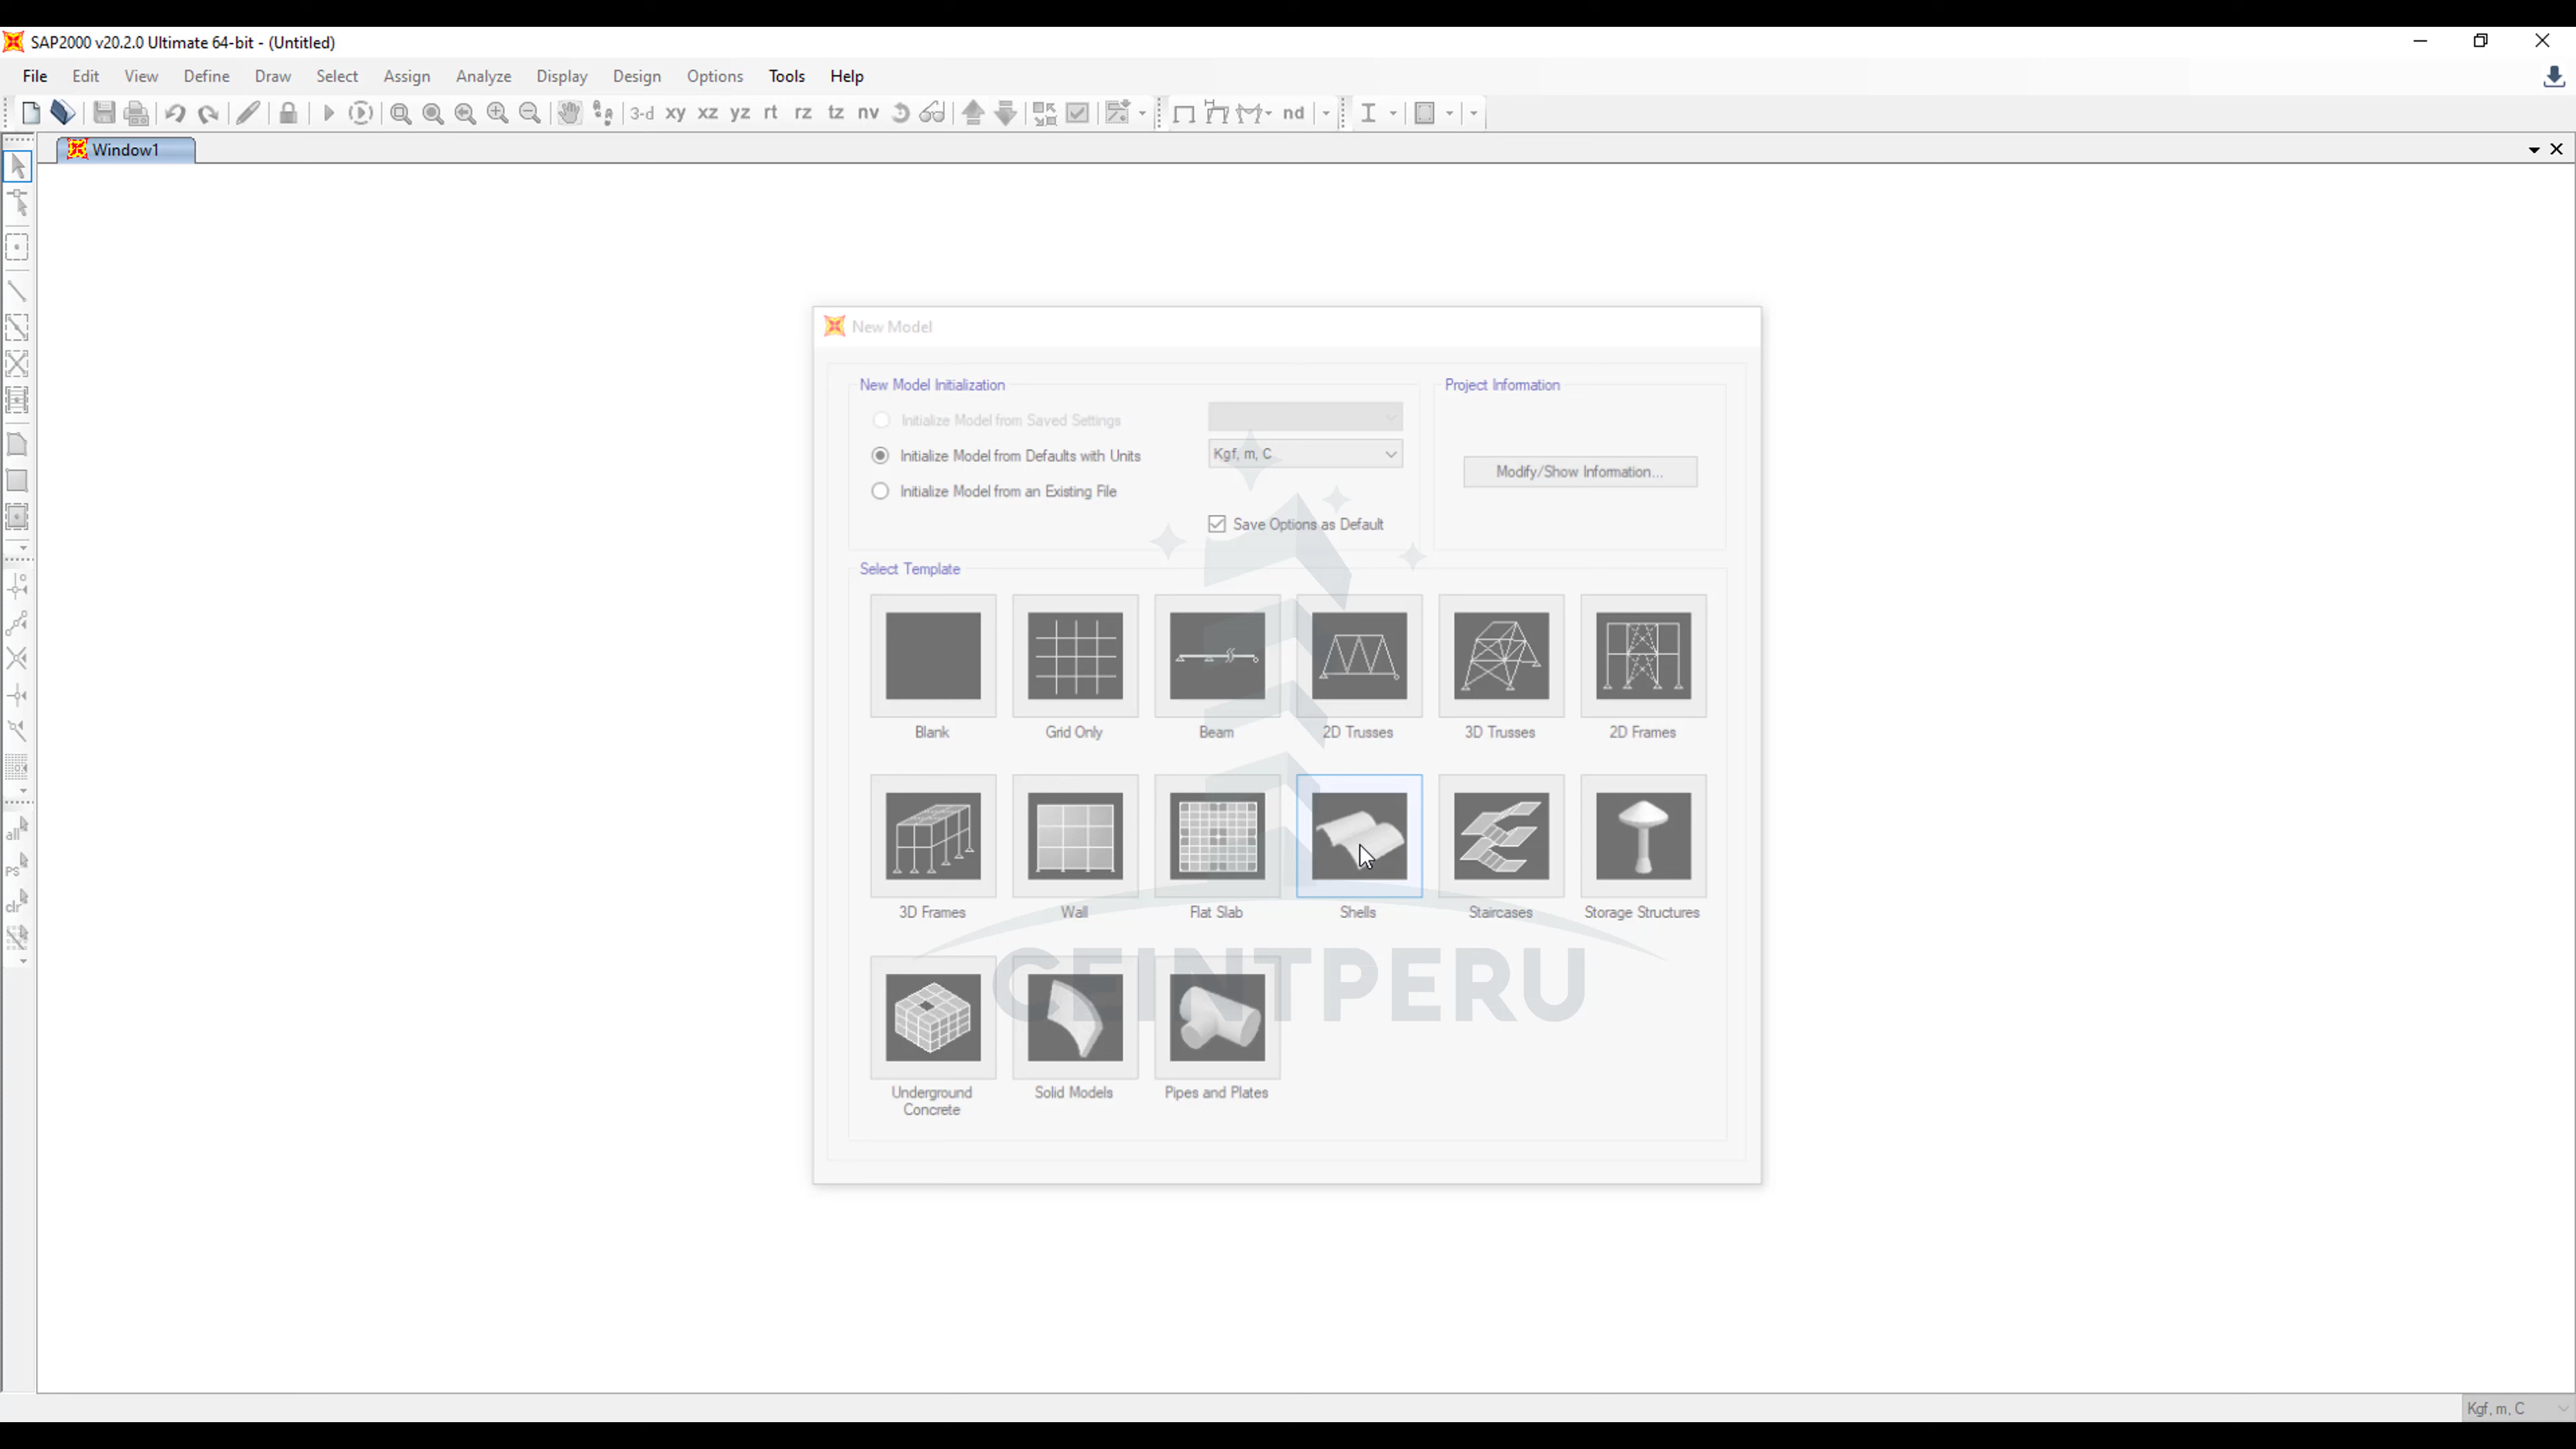 SAP2000 v20.2.0 Ultimate 64-bit - (Untitled)
File Edit View Define Draw Select Assign Analyze Display Design Options Tools Help
3-d xy xz yz rt rz tz nv nd
Window1
New Model
New Model Initialization
Project Information
Initialize Model from Saved Settings
Initialize Model from Defaults with Units Kgf, m, C
Modify/Show Information...
Initialize Model from an Existing File
Save Options as Default
Select Template
Blank Grid Only Beam 2D Trusses 3D Trusses 2D Frames
3D Frames Wall Flat Slab Shells Staircases Storage Structures
CEINTPERU
Underground
Concrete
Solid Models Pipes and Plates
all
PS
clr
Kgf, m, C